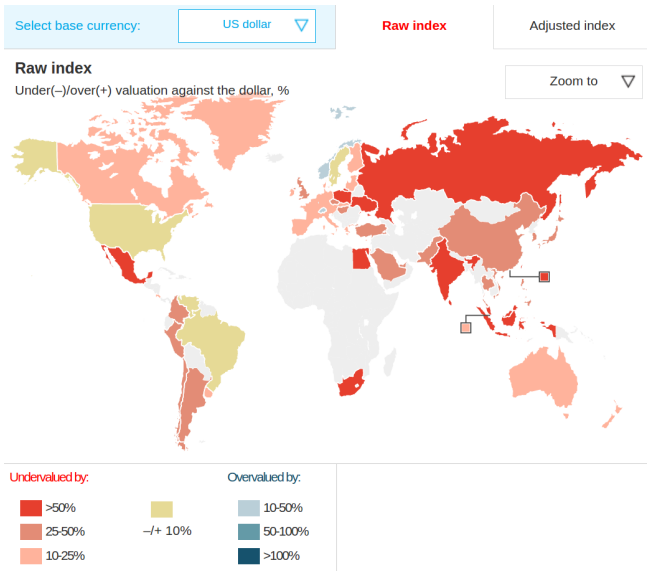 Select base currency:
US dollar
Raw index
Adjusted index
Raw index
Under(–)/over(+) valuation against the dollar, %
Zoom to
Undervalued by:
Overvalued by:
>50%
10-50%
25-50%
–/+ 10%
50-100%
10-25%
>100%